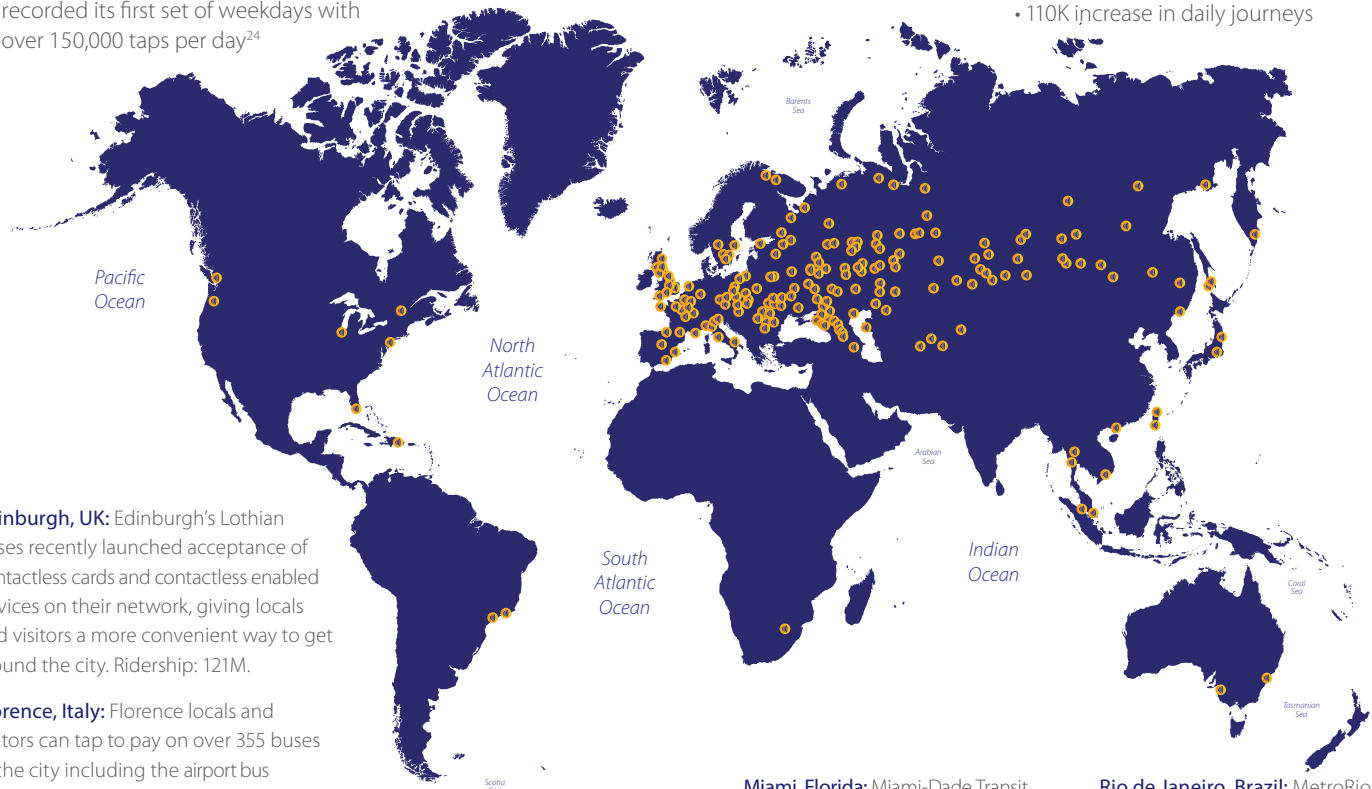 recorded its first set of weekdays with
over 150,000 taps per day24
• 110K increase in daily journeys
Barents
Sea
Pacific
Ocean
North
Atlantic
Ocean
Arabian
Sea
inburgh, UK: Edinburgh's Lothian
ses recently launched acceptance of
ntactless cards and contactless enabled
vices on their network, giving locals
d visitors a more convenient way to get
ound the city. Ridership: 121M.
South
Atlantic
Ocean
Indian
Ocean
Coral
Sea
Tasmanian
Sea
rence, Italy: Florence locals and
itors can tap to pay on over 355 buses
the city including the airport bus
Scotia
Miami, Florida: Miami-Dade Transit
Rio de Janeiro, Brazil: MetroRio